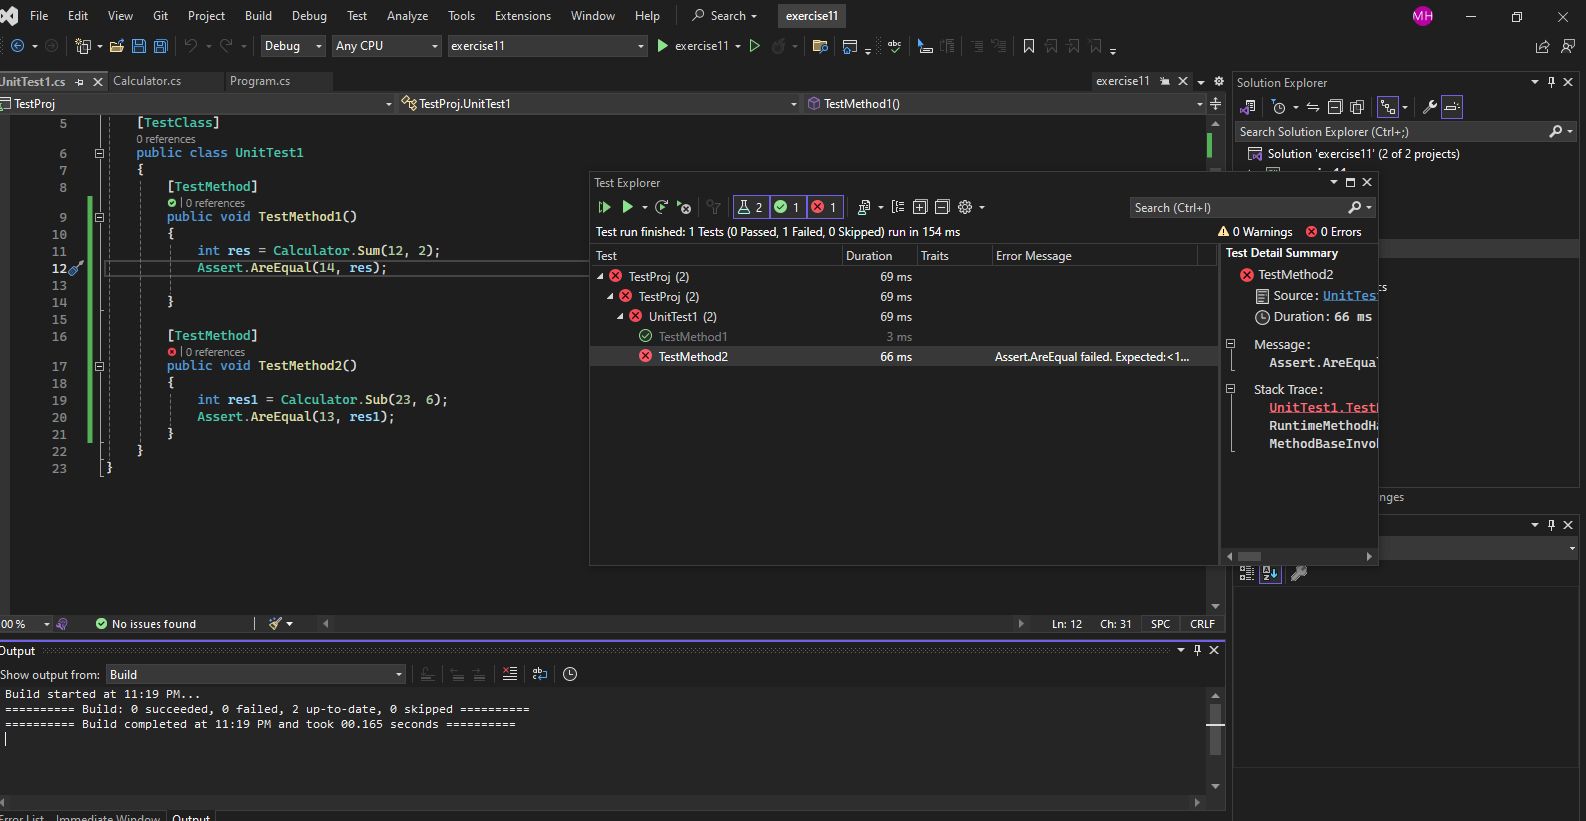 File Edit View Git Project Build Debug Test Analyze Tools Extensions Window Help Search exercise11 MH
Debug Any CPU exercise11 exercise11
UnitTest1.cs Calculator.cs Program.cs exercise11
TestProj TestProj.UnitTest1 TestMethod1()
5 [TestClass]
0 references
6 public class UnitTest1
7 {
8 [TestMethod]
0 references
9 public void TestMethod1()
10 {
11 int res = Calculator.Sum(12, 2);
12 Assert.AreEqual(14, res);
13
14 }
15
16 [TestMethod]
0 references
17 public void TestMethod2()
18 {
19 int res1 = Calculator.Sub(23, 6);
20 Assert.AreEqual(13, res1);
21 }
22 }
23 }
00 % No issues found Ln: 12 Ch: 31 SPC CRLF
Test Explorer
2 1 1 Search (Ctrl+I)
Test run finished: 1 Tests (0 Passed, 1 Failed, 0 Skipped) run in 154 ms 0 Warnings 0 Errors
Test Duration Traits Error Message
TestProj (2) 69 ms
TestProj (2) 69 ms
UnitTest1 (2) 69 ms
TestMethod1 3 ms
TestMethod2 66 ms Assert.AreEqual failed. Expected:<1...
Test Detail Summary
TestMethod2
Source: UnitTes
Duration: 66 ms
Message:
Assert.AreEqua
Stack Trace:
UnitTest1.Test
RuntimeMethodHa
MethodBaseInvo
Solution Explorer
Search Solution Explorer (Ctrl+;)
Solution 'exercise11' (2 of 2 projects)
cs
nges
Output
Show output from: Build
Build started at 11:19 PM...
========== Build: 0 succeeded, 0 failed, 2 up-to-date, 0 skipped ==========
========== Build completed at 11:19 PM and took 00.165 seconds ==========
Error List Immediate Window Output